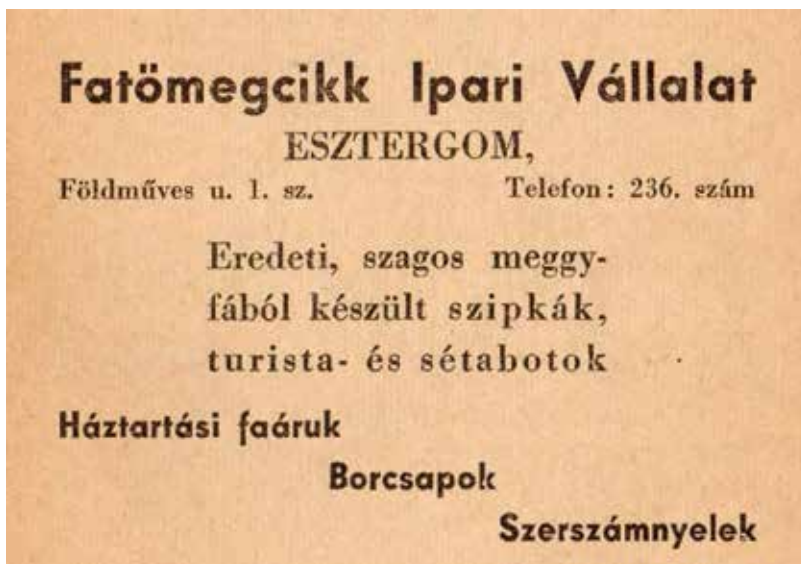 Fatömegcikk Ipari Vállalat
ESZTERGOM,
Földműves u. 1. sz. Telefon: 236. szám
Eredeti, szagos meggy-
fából készült szipkák,
turista- és sétabotok
Háztartási faáruk
Borcsapok
Szerszámnyelek